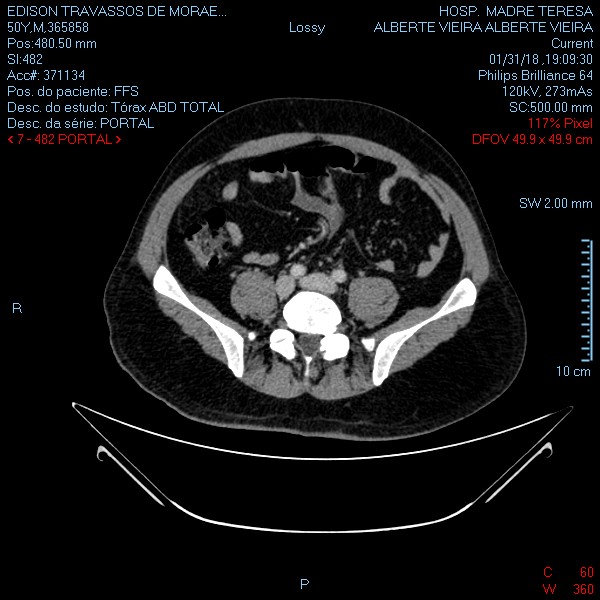 EDISON TRAVASSOS DE MORAE...
50Y,M,365858
Pos:480.50 mm
SI:482
Acc#: 371134
Pos. do paciente: FFS
Desc. do estudo: Tórax ABD TOTAL
Desc. da série: PORTAL
< 7 - 482 PORTAL >
Lossy
HOSP. MADRE TERESA
ALBERTE VIEIRA ALBERTE VIEIRA
Current
01/31/18 ,19:09:30
Philips Brilliance 64
120kV, 273mAs
SC:500.00 mm
117% Pixel
DFOV 49.9 x 49.9 cm
SW 2.00 mm
R
10 cm
P
C 60
W 360